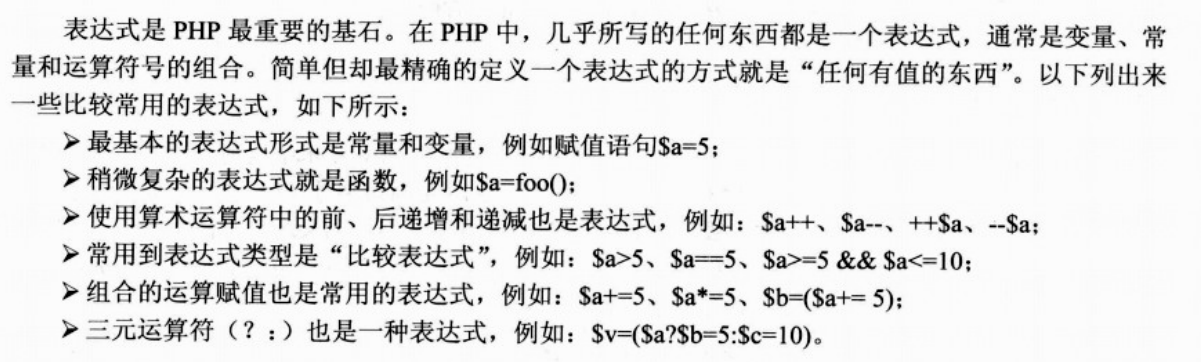 表达式是 PHP 最重要的基石。在 PHP 中，几乎所写的任何东西都是一个表达式，通常是变量、常
量和运算符号的组合。简单但却最精确的定义一个表达式的方式就是“任何有值的东西”。以下列出来
一些比较常用的表达式，如下所示：
➢ 最基本的表达式形式是常量和变量，例如赋值语句$a=5；
➢ 稍微复杂的表达式就是函数，例如$a=foo()；
➢ 使用算术运算符中的前、后递增和递减也是表达式，例如：$a++、$a--、++$a、--$a；
➢ 常用到表达式类型是“比较表达式”，例如：$a>5、$a==5、$a>=5 && $a<=10；
➢ 组合的运算赋值也是常用的表达式，例如：$a+=5、$a*=5、$b=($a+= 5)；
➢ 三元运算符（？:）也是一种表达式，例如：$v=($a?$b=5:$c=10)。